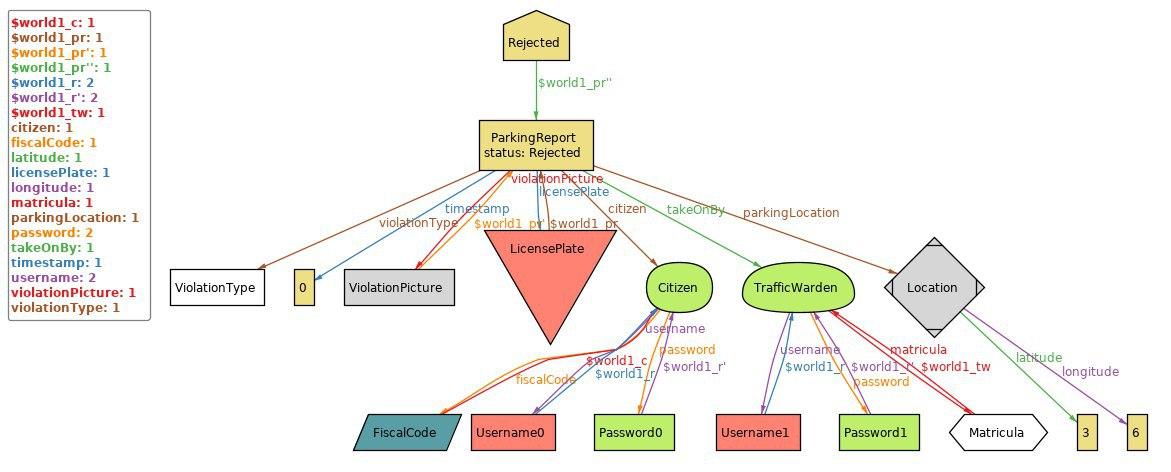 $world1_c: 1
$world1_pr: 1
$world1_pr': 1
$world1_pr'': 1
$world1_r: 2
$world1_r': 2
$world1_tw: 1
citizen: 1
fiscalCode: 1
latitude: 1
licensePlate: 1
longitude: 1
matricula: 1
parkingLocation: 1
password: 2
takeOnBy: 1
timestamp: 1
username: 2
violationPicture: 1
violationType: 1
Rejected
$world1_pr''
ParkingReport
status: Rejected
violationPicture
licensePlate
timestamp
citizen
takeOnBy
parkingLocation
violationType
$world1_pr'
$world1_pr
LicensePlate
ViolationType
0
ViolationPicture
Citizen
TrafficWarden
Location
username
password
username
matricula
latitude
$world1_c
$world1_r'
$world1_r
$world1_r'
$world1_tw
longitude
fiscalCode
$world1_r
password
FiscalCode
Username0
Password0
Username1
Password1
Matricula
3
6